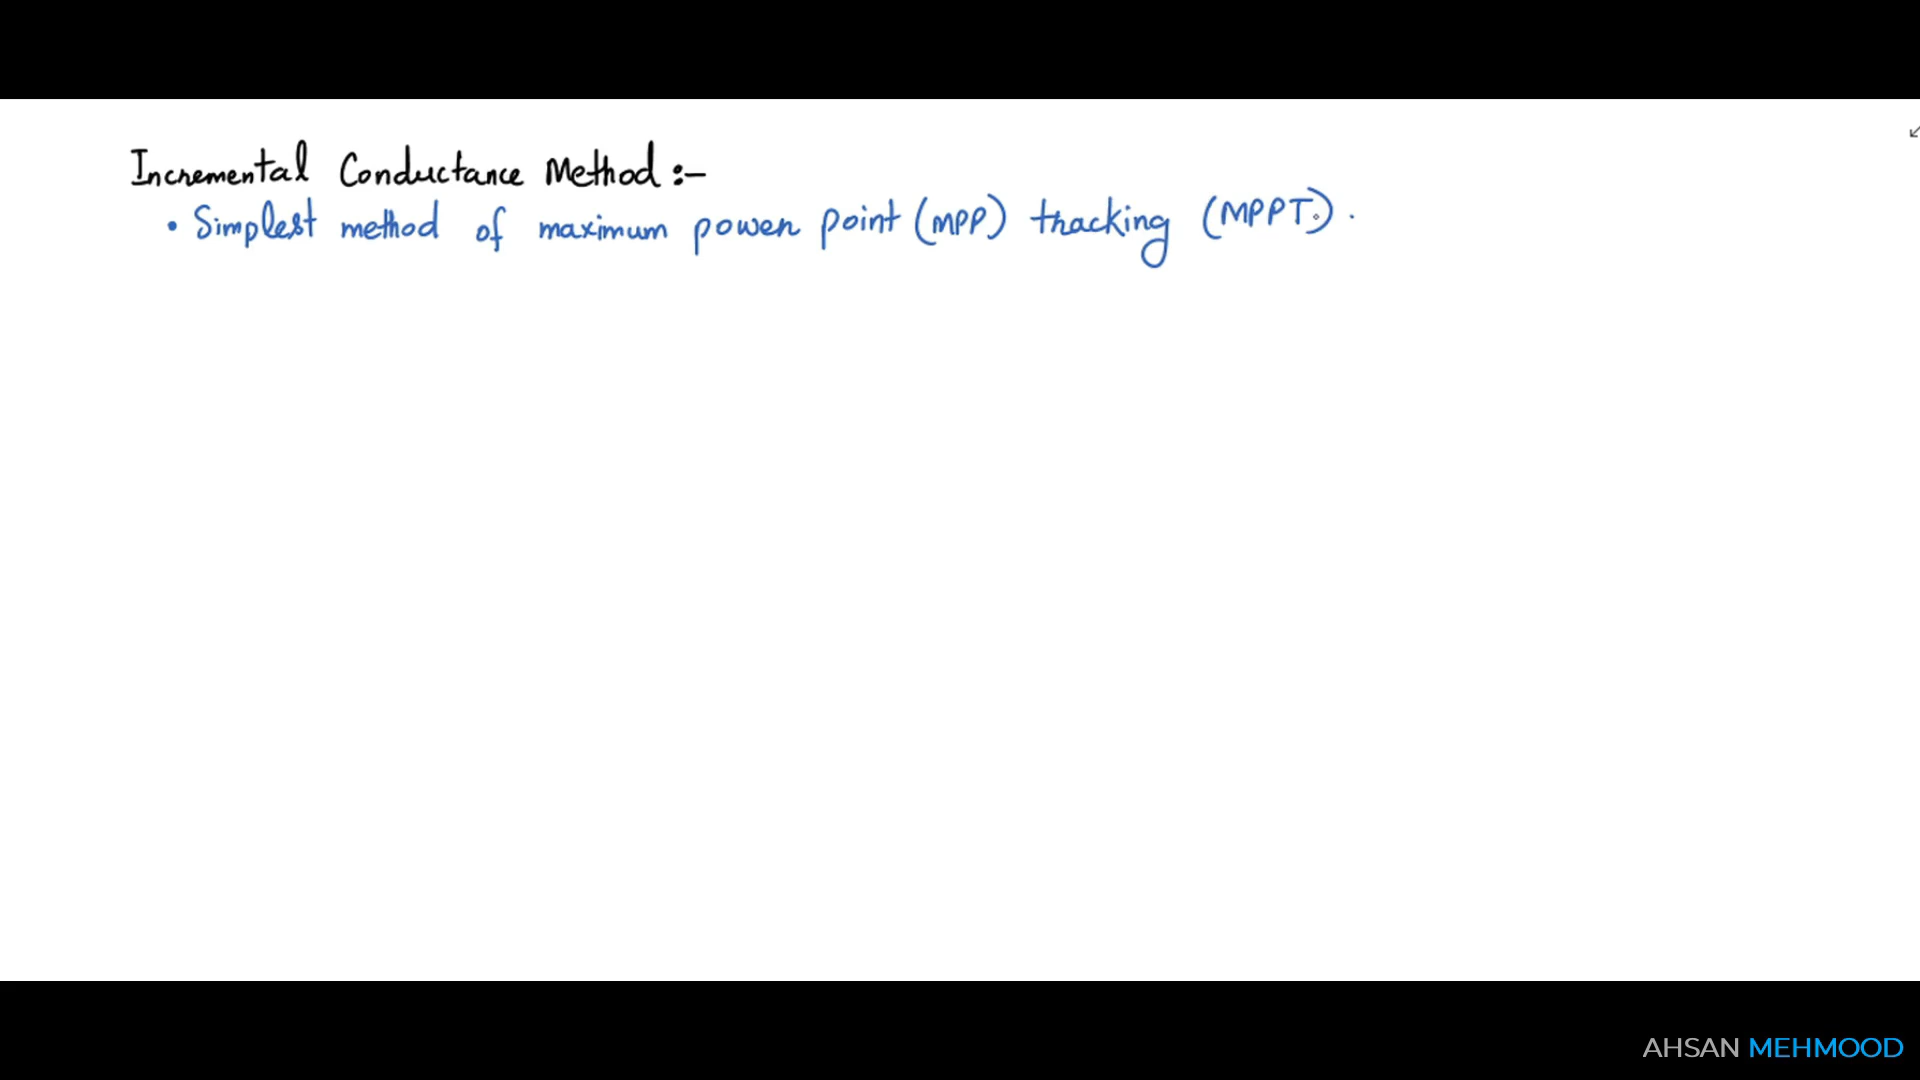 Incremental Conductance Method :-
• Simplest method of maximum power point (MPP) tracking (MPPT).
AHSAN MEHMOOD